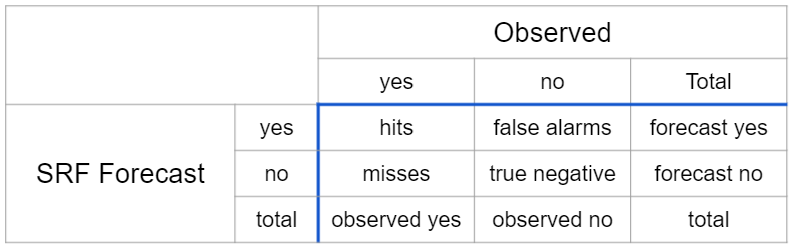 Observed
yes no Total
yes hits false alarms forecast yes
SRF Forecast no misses true negative forecast no
total observed yes observed no total